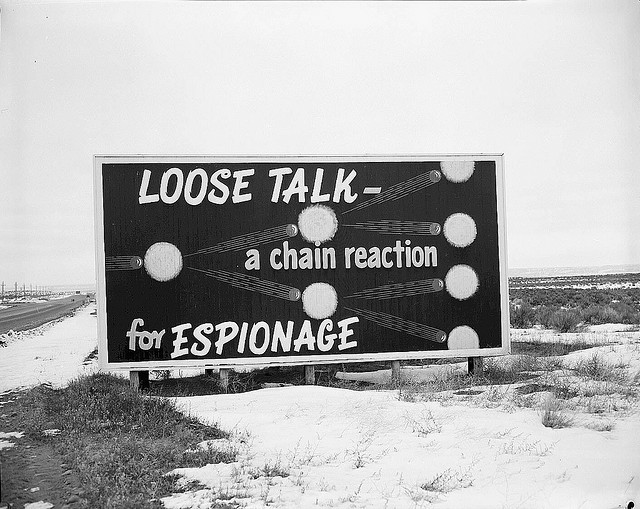 LOOSE TALK –
a chain reaction
for ESPIONAGE